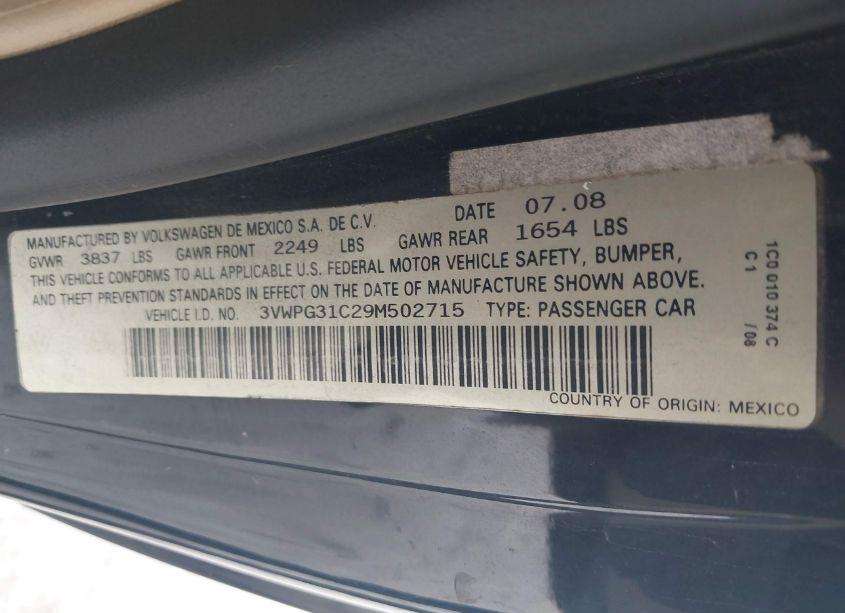 MANUFACTURED BY VOLKSWAGEN DE MEXICO S.A. DE C.V. DATE 07.08
GVWR 3837 LBS GAWR FRONT 2249 LBS GAWR REAR 1654 LBS
THIS VEHICLE CONFORMS TO ALL APPLICABLE U.S. FEDERAL MOTOR VEHICLE SAFETY, BUMPER,
AND THEFT PREVENTION STANDARDS IN EFFECT ON THE DATE OF MANUFACTURE SHOWN ABOVE.
VEHICLE I.D. NO. 3VWPG31C29M502715 TYPE: PASSENGER CAR
COUNTRY OF ORIGIN: MEXICO
1C0 010 374 C
C 1 /08